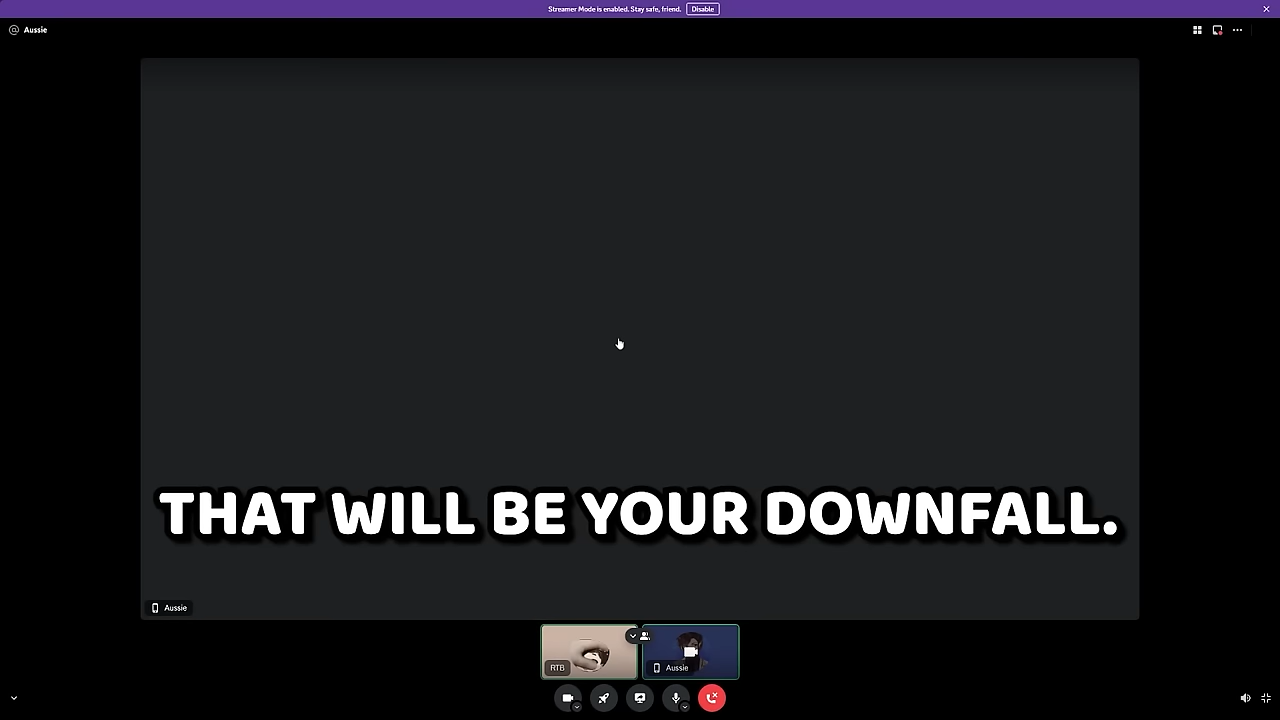 Streamer Mode is enabled. Stay safe, friend. Disable
Aussie
THAT WILL BE YOUR DOWNFALL.
Aussie
RTB
Aussie